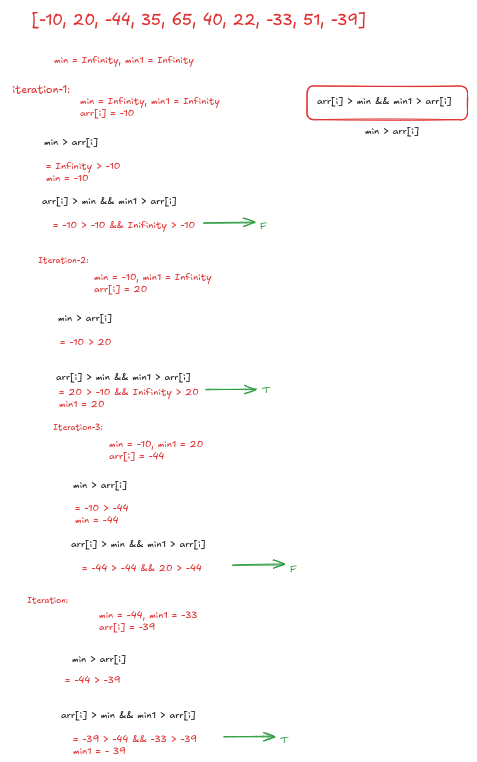 [-10, 20, -44, 35, 65, 40, 22, -33, 51, -39]
min = Infinity, min1 = Infinity
iteration-1:
min = Infinity, min1 = Infinity
arr[i] = -10
arr[i] > min && min1 > arr[i]
min > arr[i]
min > arr[i]
= Infinity > -10
min = -10
arr[i] > min && min1 > arr[i]
= -10 > -10 && Inifinity > -10
F
Iteration-2:
min = -10, min1 = Infinity
arr[i] = 20
min > arr[i]
= -10 > 20
arr[i] > min && min1 > arr[i]
= 20 > -10 && Inifinity > 20
T
min1 = 20
Iteration-3:
min = -10, min1 = 20
arr[i] = -44
min > arr[i]
= -10 > -44
min = -44
arr[i] > min && min1 > arr[i]
= -44 > -44 && 20 > -44
F
Iteration:
min = -44, min1 = -33
arr[i] = -39
min > arr[i]
= -44 > -39
arr[i] > min && min1 > arr[i]
= -39 > -44 && -33 > -39
T
min1 = - 39